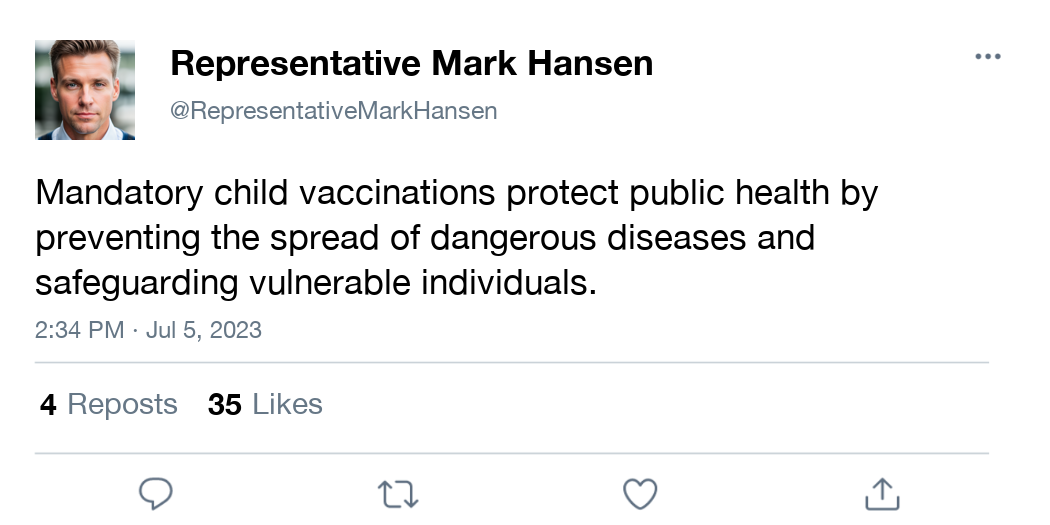 Representative Mark Hansen
@RepresentativeMarkHansen
Mandatory child vaccinations protect public health by
preventing the spread of dangerous diseases and
safeguarding vulnerable individuals.
2:34 PM · Jul 5, 2023
4 Reposts 35 Likes